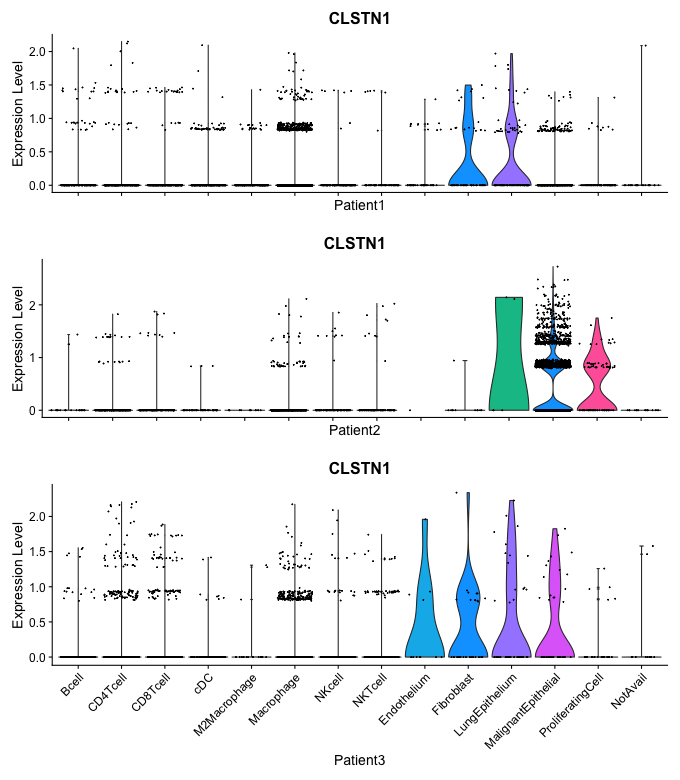 CLSTN1
Expression Level
2.0
1.5
1.0
0.5
0.0
Patient1
CLSTN1
Expression Level
2
1
0
Patient2
CLSTN1
Expression Level
2.0
1.5
1.0
0.5
0.0
Bcell
CD4Tcell
CD8Tcell
cDC
M2Macrophage
Macrophage
NKcell
NKTcell
Endothelium
Fibroblast
LungEpithelium
MalignantEpithelial
ProliferatingCell
NotAvail
Patient3